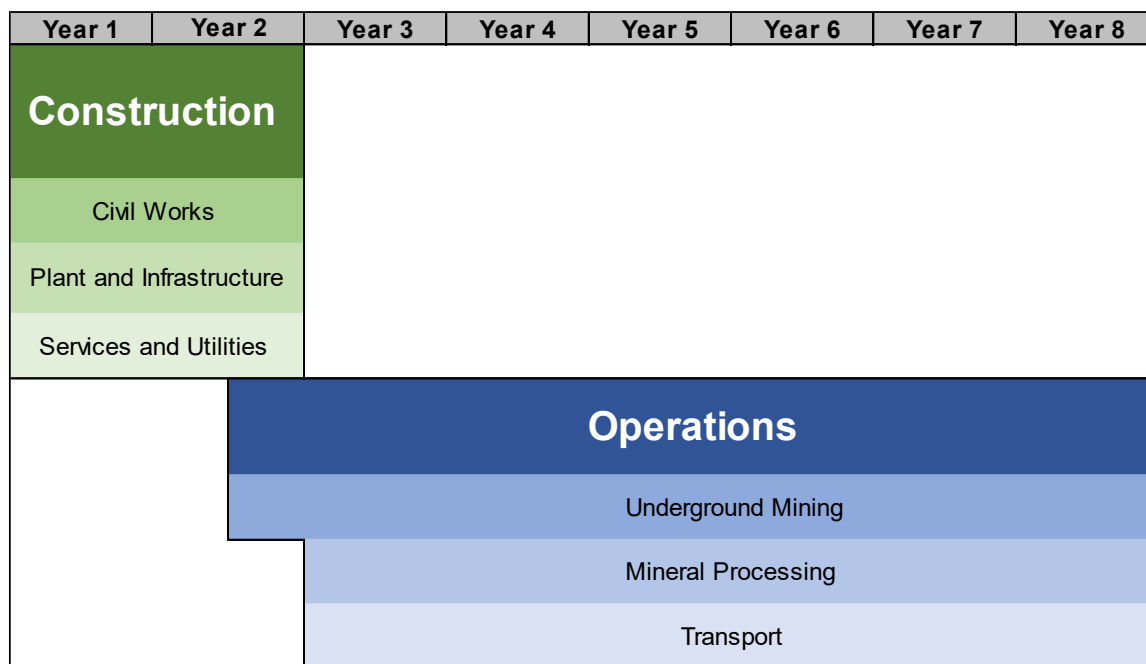 Year 1 Year 2 Year 3 Year 4 Year 5 Year 6 Year 7 Year 8
Construction
Civil Works
Plant and Infrastructure
Services and Utilities
Operations
Underground Mining
Mineral Processing
Transport